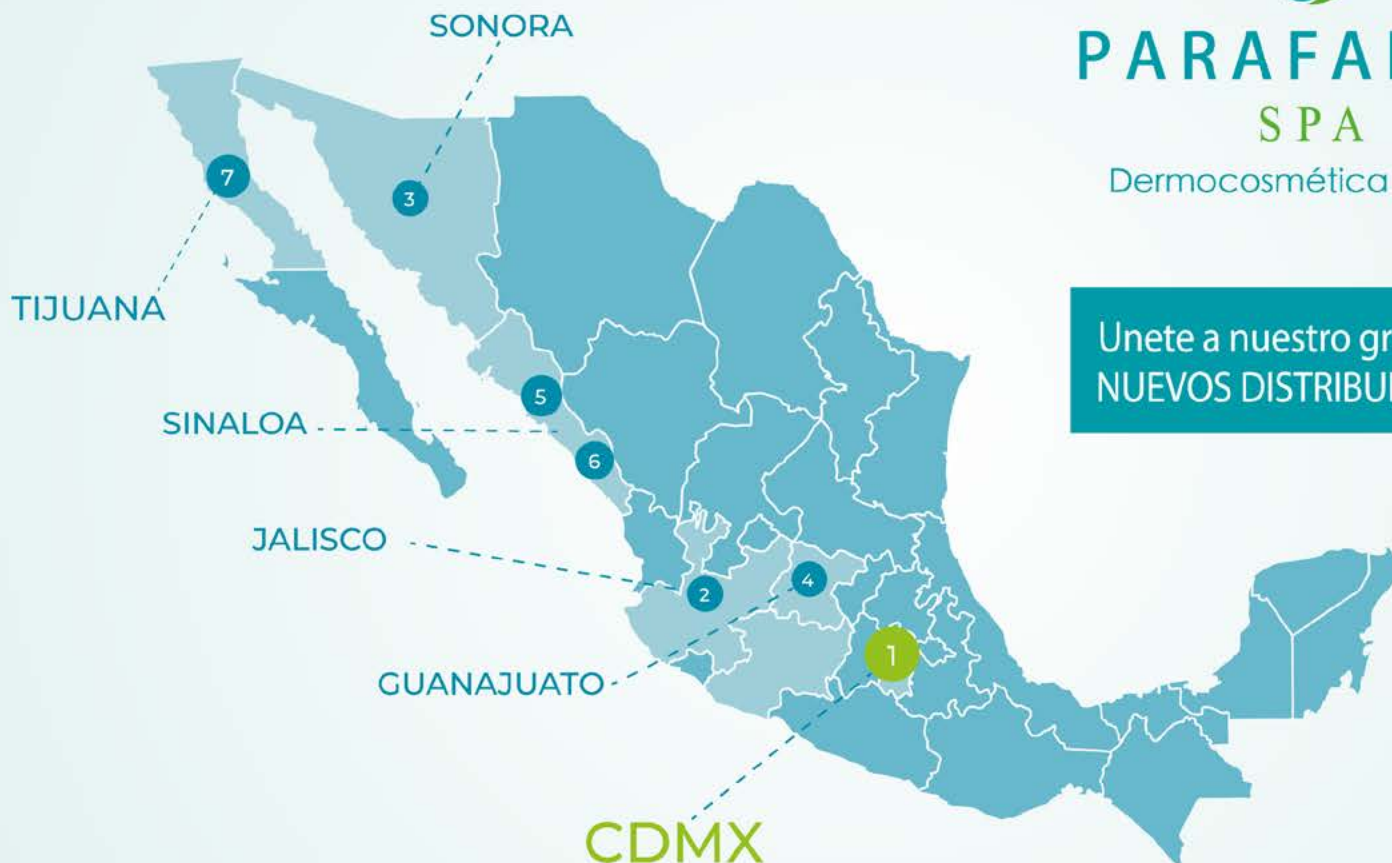 SONORA
PARAFA
SPA
Dermocosmética
7
3
TIJUANA
Unete a nuestro gr
NUEVOS DISTRIBU
5
SINALOA
6
JALISCO
2
4
GUANAJUATO
1
CDMX